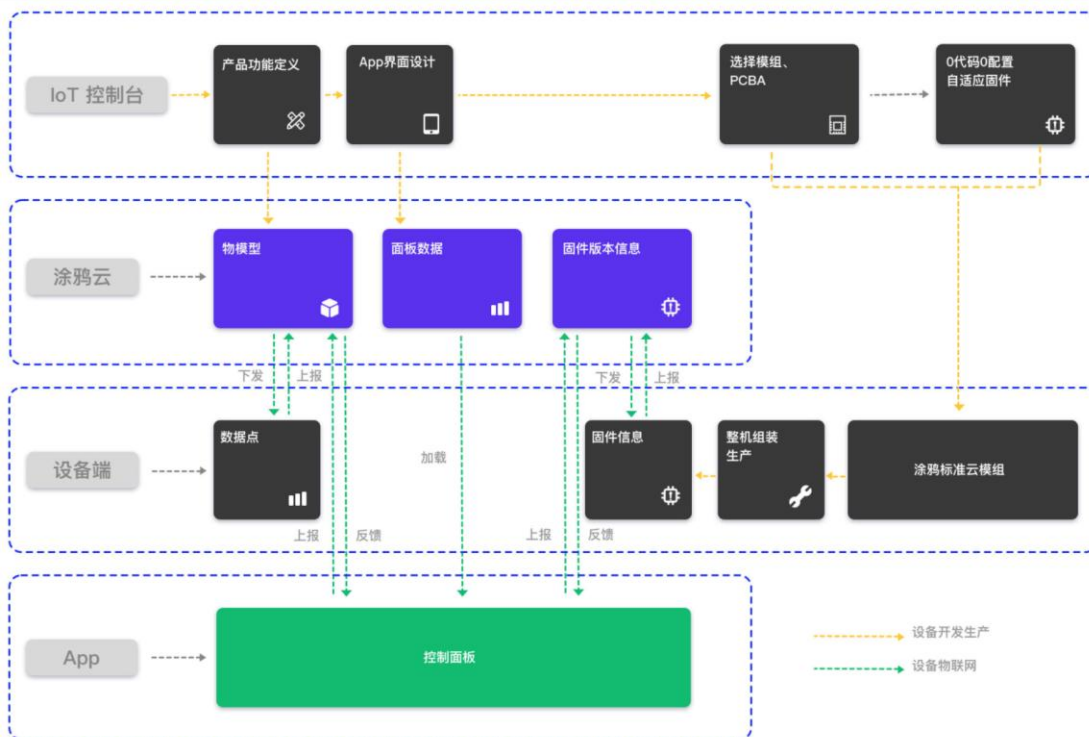 IoT 控制台
产品功能定义
App界面设计
选择模组、
PCBA
0代码0配置
自适应固件
涂鸦云
物模型
面板数据
固件版本信息
下发
上报
下发
上报
设备端
数据点
加载
固件信息
整机组装
生产
涂鸦标准云模组
上报
反馈
上报
反馈
App
控制面板
设备开发生产
设备物联网